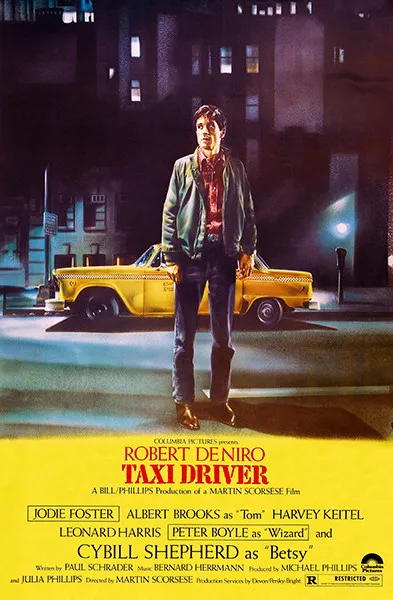 COLUMBIA PICTURES presents
ROBERT DE NIRO
TAXI DRIVER
A BILL/PHILLIPS Production of a MARTIN SCORSESE Film
JODIE FOSTER ALBERT BROOKS as "Tom" HARVEY KEITEL
LEONARD HARRIS PETER BOYLE as "Wizard" and
CYBILL SHEPHERD as "Betsy"
Written by PAUL SCHRADER Music BERNARD HERRMANN Produced by MICHAEL PHILLIPS
and JULIA PHILLIPS Directed by MARTIN SCORSESE Production Services by Devon/Persky-Bright
R RESTRICTED
Columbia
Pictures